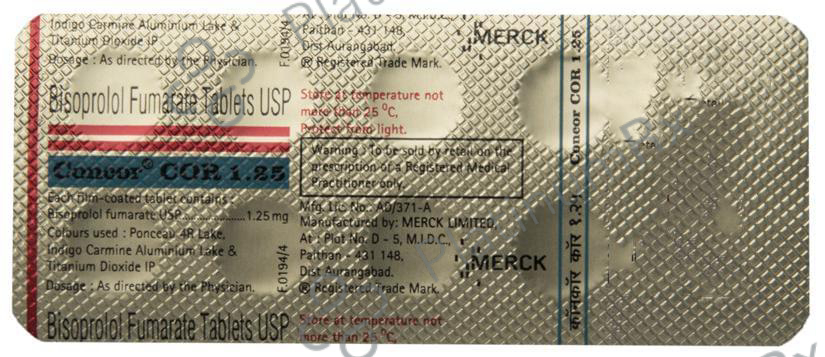 Indigo Carmine Aluminium Lake &
Titanium Dioxide IP
Dosage : As directed by the Physician.
F.0194/4
Bisoprolol Fumarate Tablets USP
Concor® COR 1.25
Each film-coated tablet contains :
Bisoprolol fumarate USP....................1.25 mg
Colours used : Ponceau 4R Lake,
Indigo Carmine Aluminium Lake &
Titanium Dioxide IP
Dosage : As directed by the Physician.
F.0194/4
Bisoprolol Fumarate Tablets USP
At : Plot No. D - 5, M.I.D.C.,
Paithan - 431 148,
Dist Aurangabad.
® Registered Trade Mark.
MERCK
Store at temperature not
more than 25 °C,
Protect from light.
Warning : To be sold by retail on the
prescription of a Registered Medical
Practitioner only.
Mfg. Lic No.: AD/371-A
Manufactured by: MERCK LIMITED,
At : Plot No. D - 5, M.I.D.C.,
Paithan - 431 148,
Dist Aurangabad.
® Registered Trade Mark.
MERCK
Store at temperature not
more than 25 °C,
Concor COR 1.25
कॉनकॉर कॉर १.२५